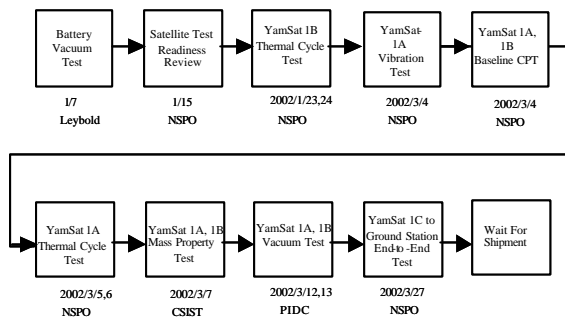 Battery
Vacuum
Test
Satellite Test
Readiness
Review
YamSat 1B
Thermal Cycle
Test
YamSat-
1A
Vibration
Test
YamSat 1A,
1B
Baseline CPT
1/7
Leybold
1/15
NSPO
2002/1/23,24
NSPO
2002/3/4
NSPO
2002/3/4
NSPO
YamSat 1A
Thermal Cycle
Test
YamSat 1A, 1B
Mass Property
Test
YamSat 1A, 1B
Vacuum Test
YamSat 1C to
Ground Station
End-to -End
Test
Wait For
Shipment
2002/3/5,6
NSPO
2002/3/7
CSIST
2002/3/12,13
PIDC
2002/3/27
NSPO